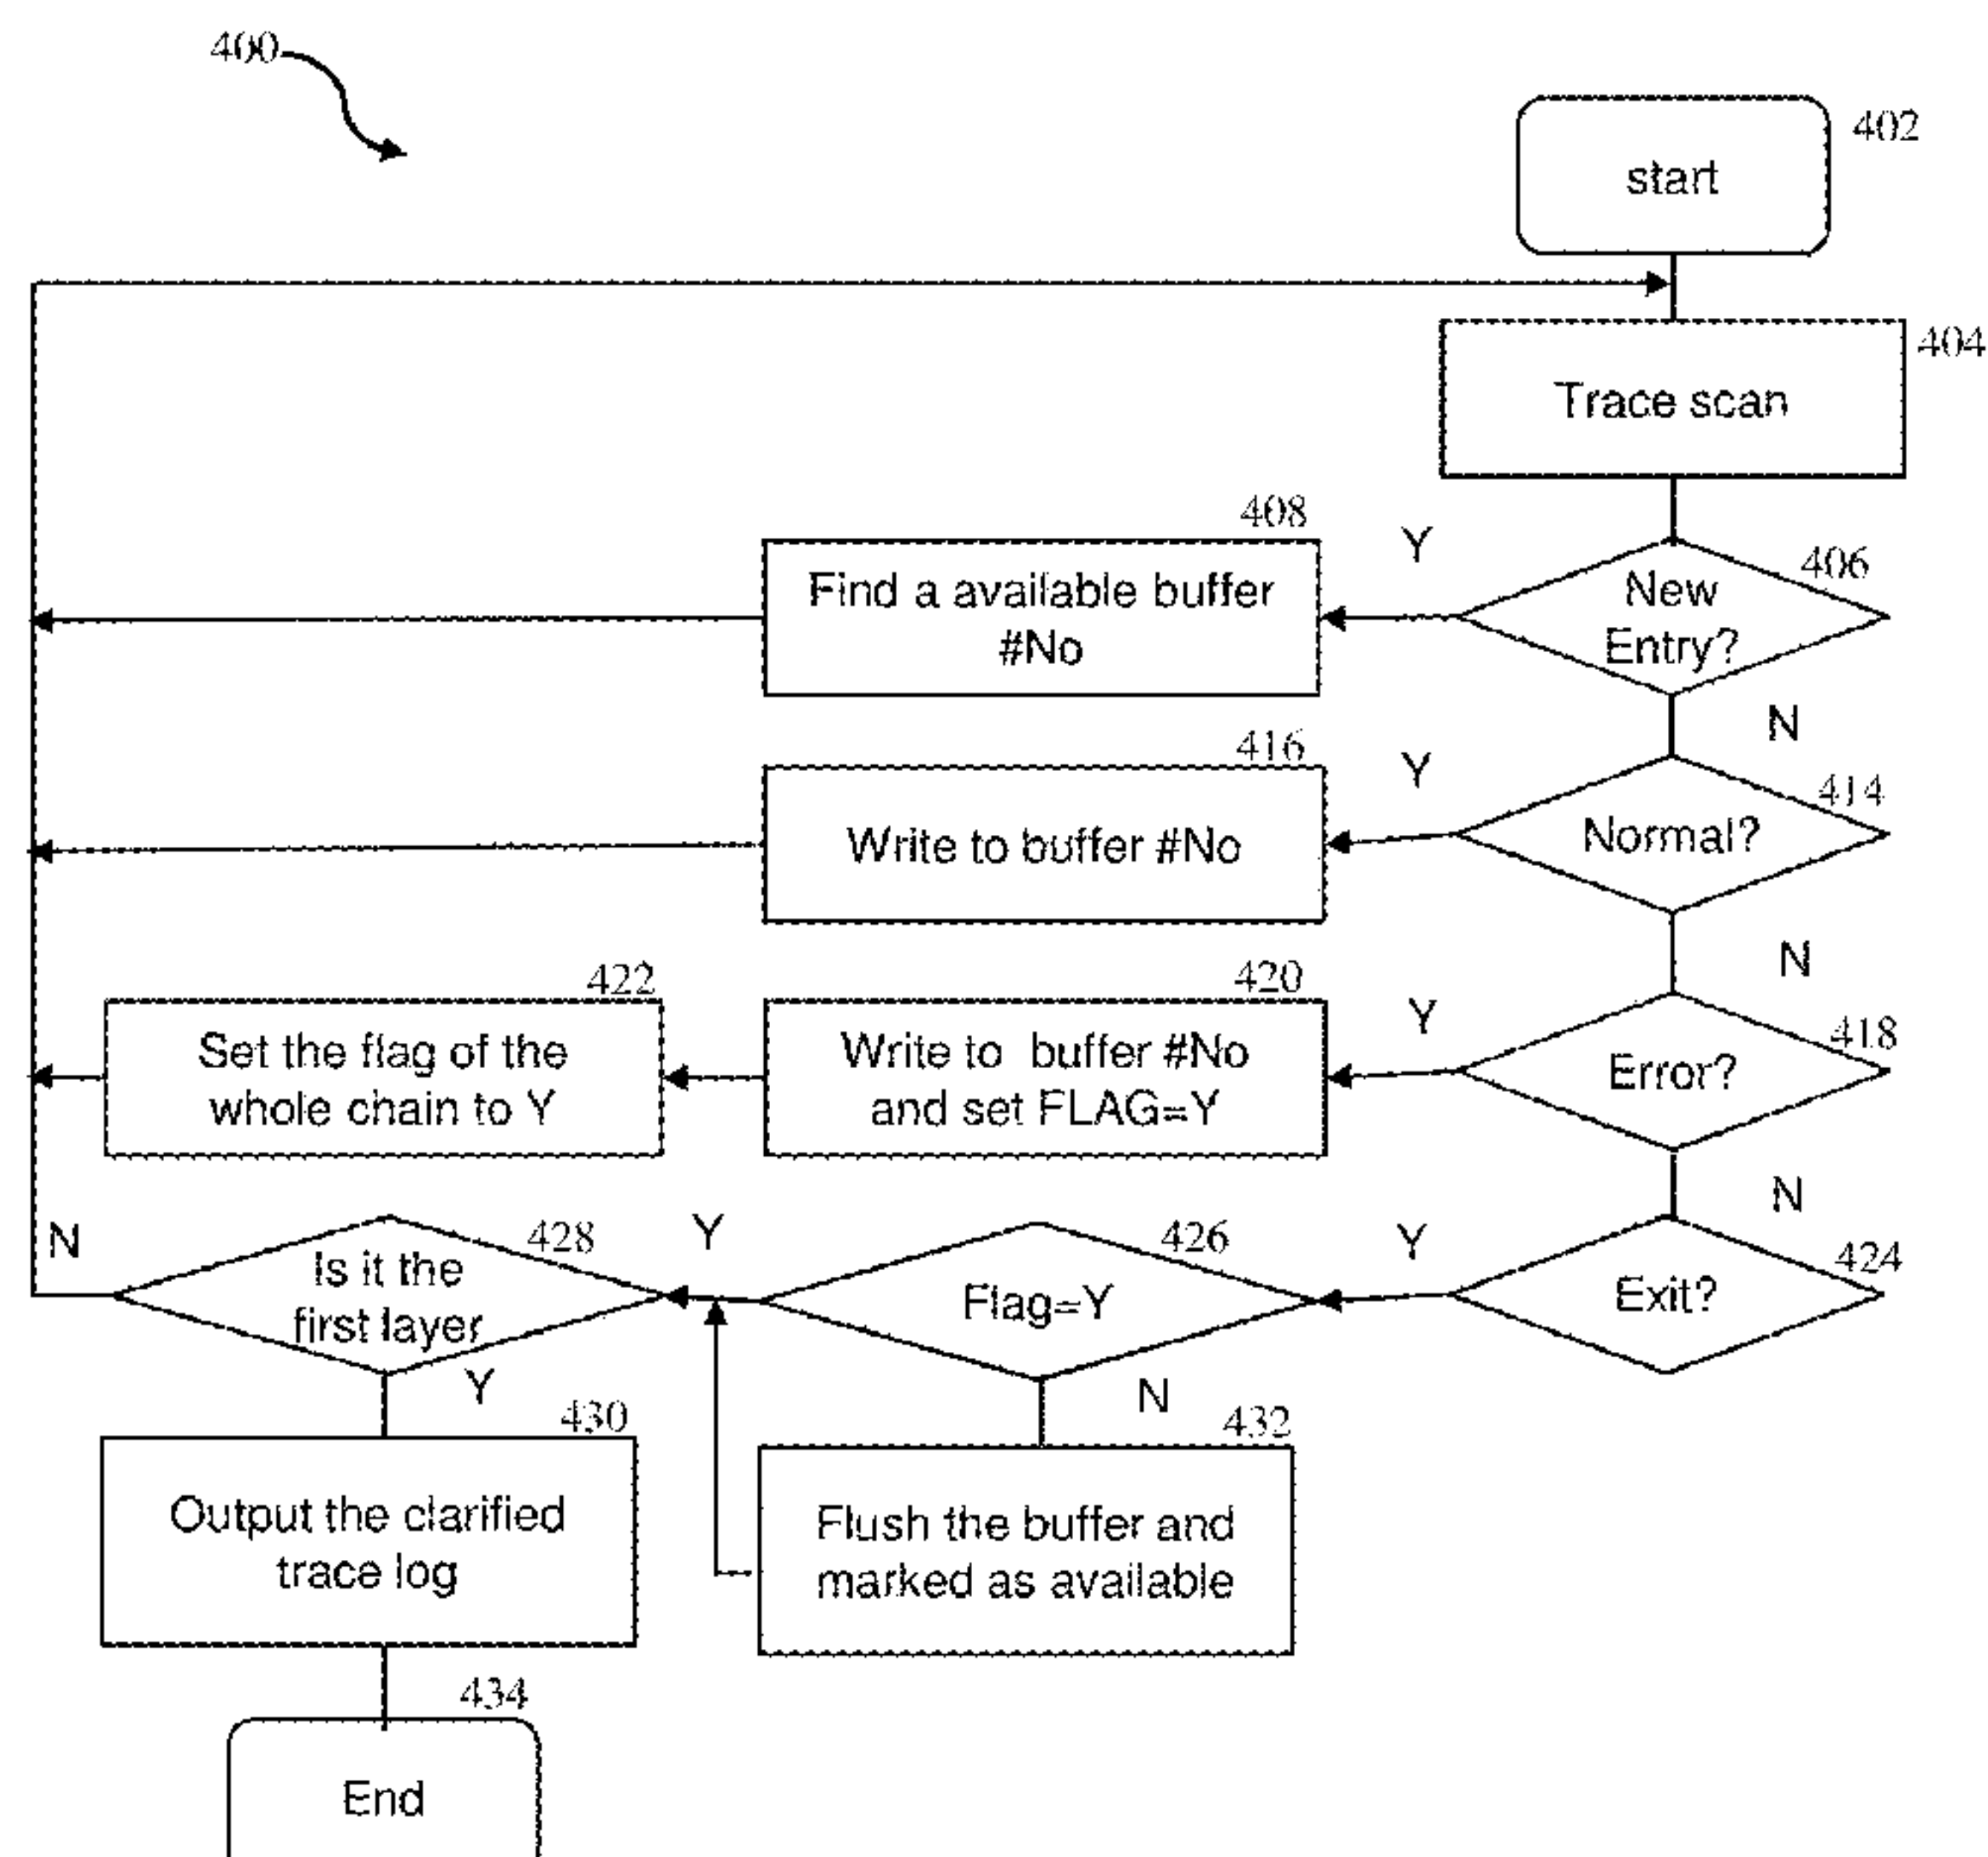 400
start
402
Trace scan
404
408
Y
406
Find a available buffer
#No
New
Entry?
N
416
Y
414
Write to buffer #No
Normal?
N
422
420
Y
418
Set the flag of the
whole chain to Y
Write to  buffer #No
and set FLAG=Y
Error?
N
N
428
Y
426
Y
424
Is it the
first layer
Flag=Y
Exit?
Y
N
430
432
Output the clarified
trace log
Flush the buffer and
marked as available
434
End